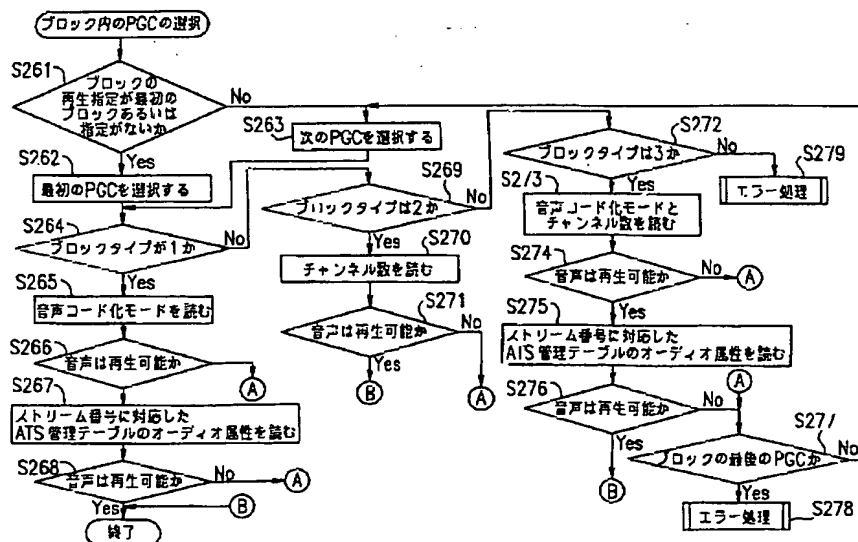 ブロック内のPGCの選択
S261
ブロックの
再生指定が最初の
ブロックあるいは
指定がないか
No
Yes
S262
最初のPGCを選択する
S263
次のPGCを選択する
S264
ブロックタイプが1か
No
Yes
S265
音声コード化モードを読む
S266
音声は再生可能か
A
S267
ストリーム番号に対応した
ATS管理テーブルのオーディオ属性を読む
S268
音声は再生可能か
No
A
Yes
B
終了
S269
ブロックタイプは2か
No
Yes
S270
チャンネル数を読む
S271
音声は再生可能か
No
Yes
B
A
S272
ブロックタイプは3か
No
Yes
S279
エラー処理
S273
音声コード化モードと
チャンネル数を読む
S274
音声は再生可能か
No
A
Yes
S275
ストリーム番号に対応した
ATS管理テーブルのオーディオ属性を読む
S276
音声は再生可能か
No
A
Yes
B
S277
ブロックの最後のPGCか
No
Yes
エラー処理
S278